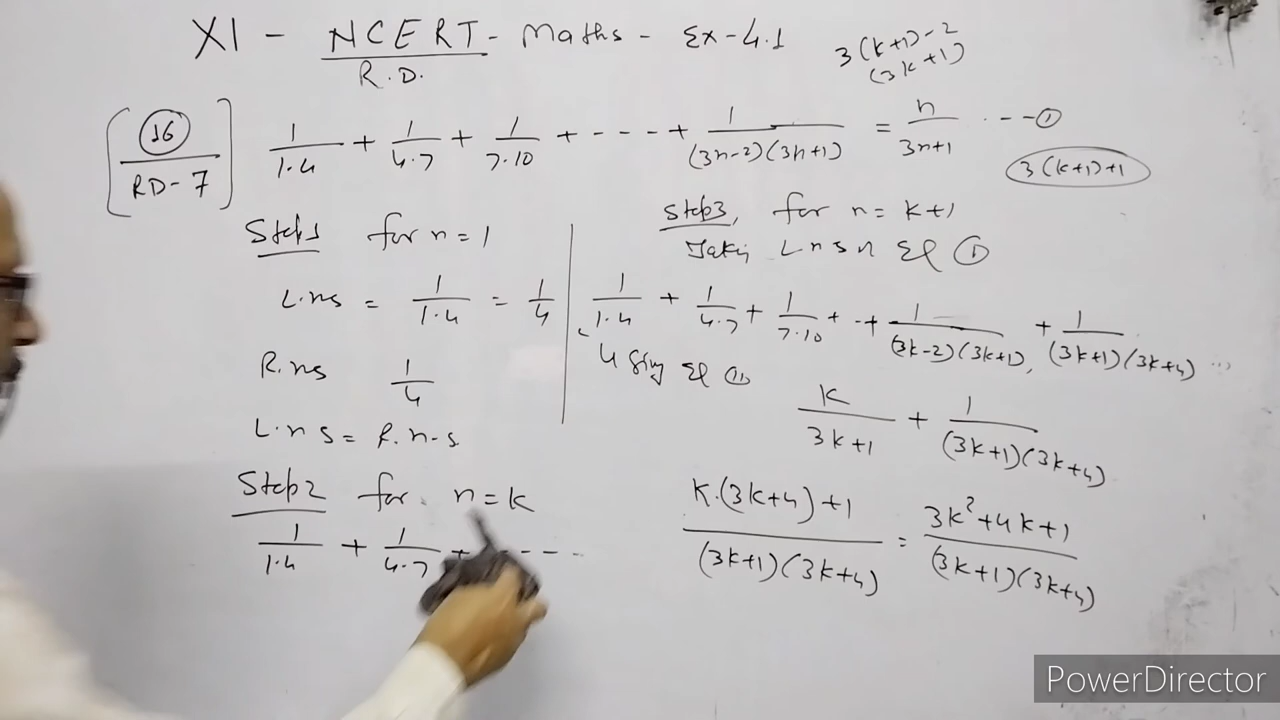 XI - NCERT - Maths - Ex-4.1
R.D.
3(k+1)-2
(3k+1)
16
RD-7
1/1.4 + 1/4.7 + 1/7.10 + ---- + 1/(3n-2)(3n+1) = n/3n+1 ---①
3(k+1)+1
Step1 for n=1
L.ns = 1/1.4 = 1/4
R.ns 1/4
L.n s = R.n-s
Step2 for n=k
1/1.4 + 1/4.7 + ---
Step3, for n=k+1
Taking L n s n Eq ①
1/1.4 + 1/4.7 + 1/7.10 + -+ 1/(3k-2)(3k+1), + 1/(3k+1)(3k+4) ...
using Eq ⑪
k/3k+1 + 1/(3k+1)(3k+4)
K.(3k+4)+1/(3k+1)(3k+4) = 3k²+4k+1/(3k+1)(3k+4)
PowerDirector